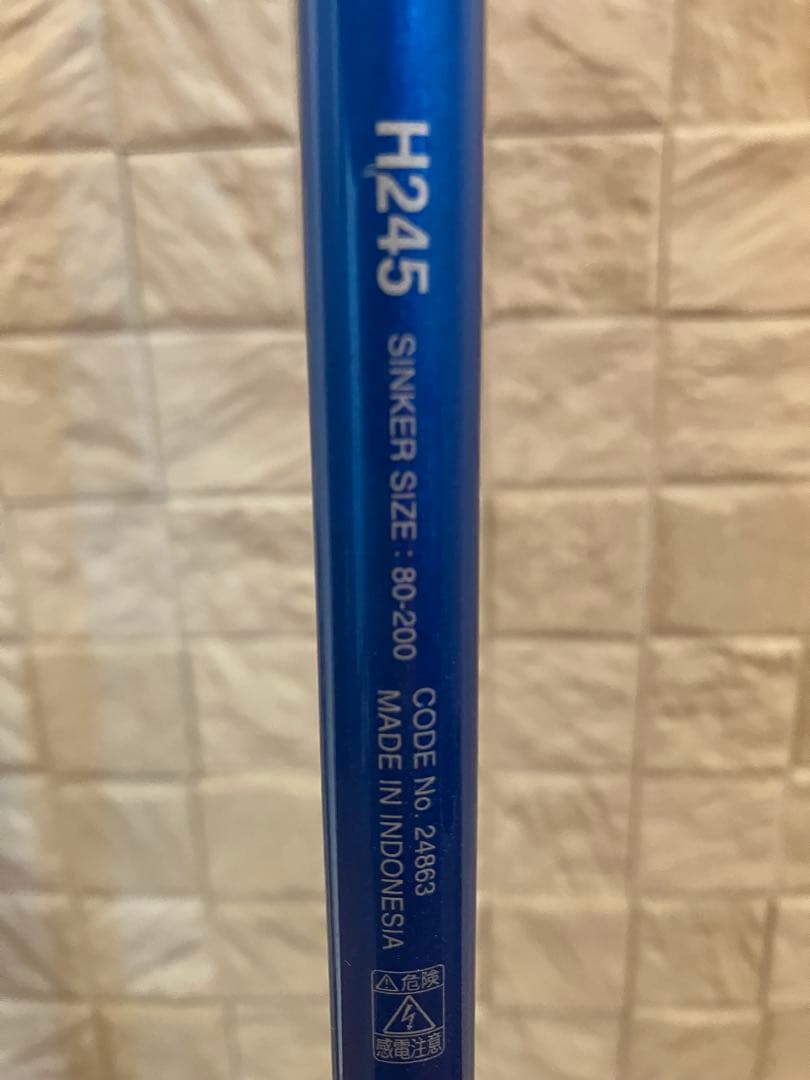 H245 SINKER SIZE : 80-200
CODE No. 24863
MADE IN INDONESIA
危険
感電注意